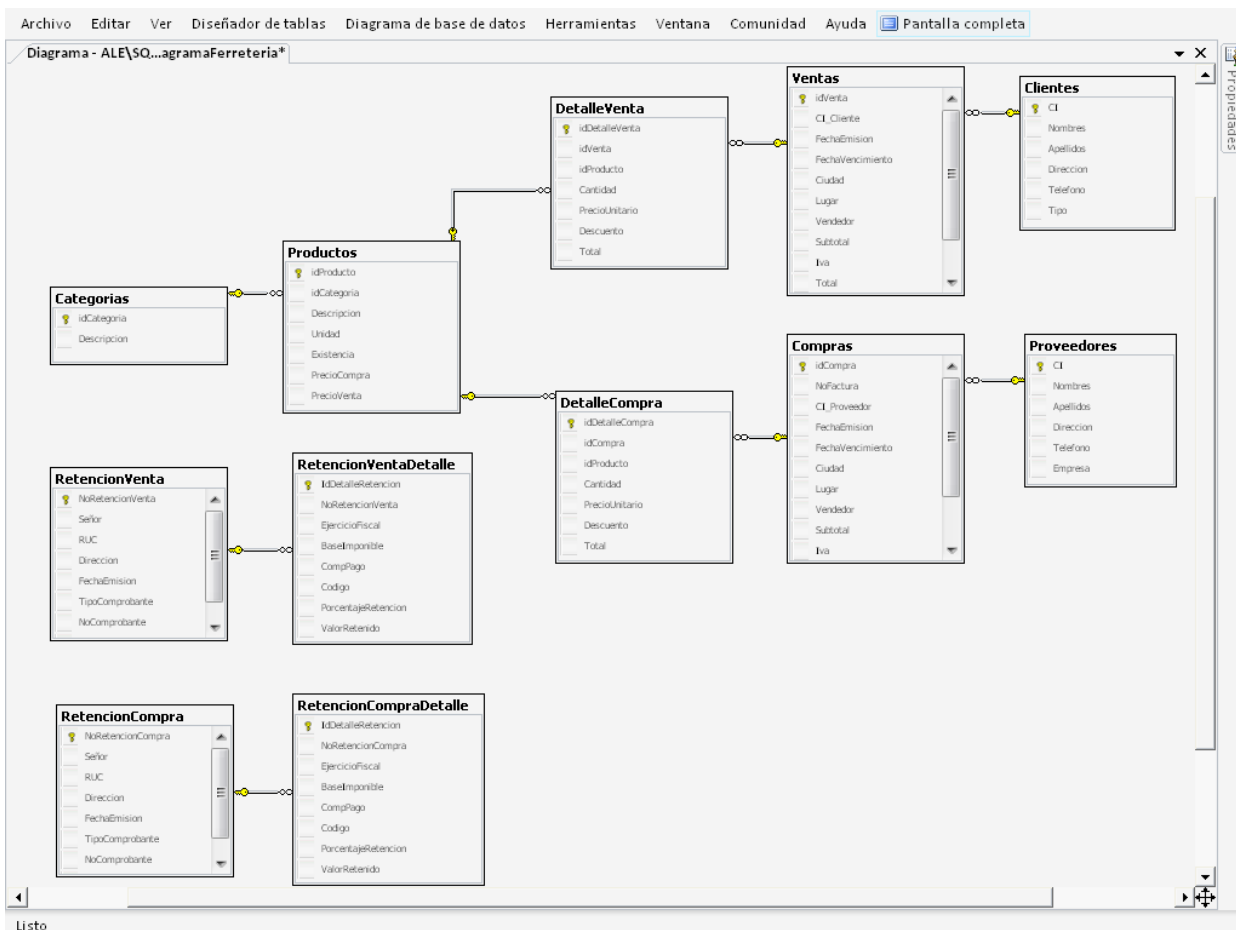 Archivo Editar Ver Diseñador de tablas Diagrama de base de datos Herramientas Ventana Comunidad Ayuda Pantalla completa
Diagrama - ALE\SQ...agramaFerreteria*
Propiedades
Ventas
idVenta
CI_Cliente
FechaEmision
FechaVencimiento
Ciudad
Lugar
Vendedor
Subtotal
Iva
Total
Clientes
CI
Nombres
Apellidos
Direccion
Telefono
Tipo
DetalleVenta
idDetalleVenta
idVenta
idProducto
Cantidad
PrecioUnitario
Descuento
Total
Productos
idProducto
idCategoria
Descripcion
Unidad
Existencia
PrecioCompra
PrecioVenta
Categorias
idCategoria
Descripcion
Compras
idCompra
NoFactura
CI_Proveedor
FechaEmision
FechaVencimiento
Ciudad
Lugar
Vendedor
Subtotal
Iva
Proveedores
CI
Nombres
Apellidos
Direccion
Telefono
Empresa
DetalleCompra
idDetalleCompra
idCompra
idProducto
Cantidad
PrecioUnitario
Descuento
Total
RetencionVenta
NoRetencionVenta
Señor
RUC
Direccion
FechaEmision
TipoComprobante
NoComprobante
RetencionVentaDetalle
IdDetalleRetencion
NoRetencionVenta
EjercicioFiscal
BaseImponible
CompPago
Codigo
PorcentajeRetencion
ValorRetenido
RetencionCompra
NoRetencionCompra
Señor
RUC
Direccion
FechaEmision
TipoComprobante
NoComprobante
RetencionCompraDetalle
IdDetalleRetencion
NoRetencionCompra
EjercicioFiscal
BaseImponible
CompPago
Codigo
PorcentajeRetencion
ValorRetenido
Listo